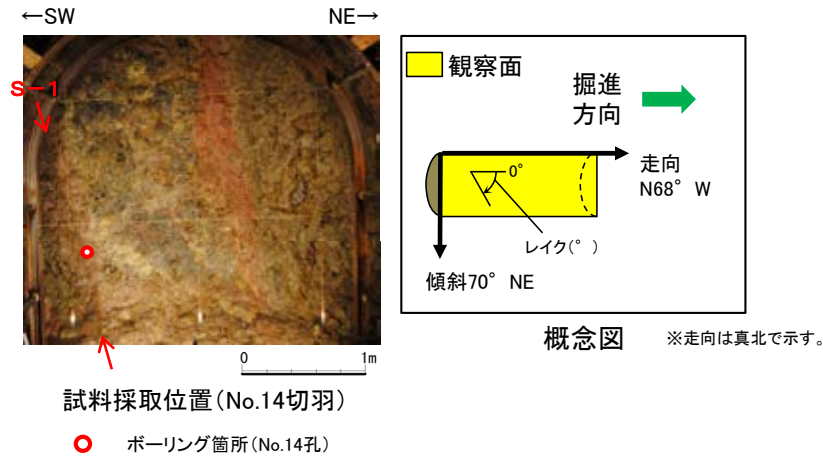 ←SW NE→
S-1
0 1m
試料採取位置(No.14切羽)
ボーリング箇所(No.14孔)
観察面
掘進
方向
0°
走向
N68°W
レイク(°)
傾斜70°NE
概念図 ※走向は真北で示す。